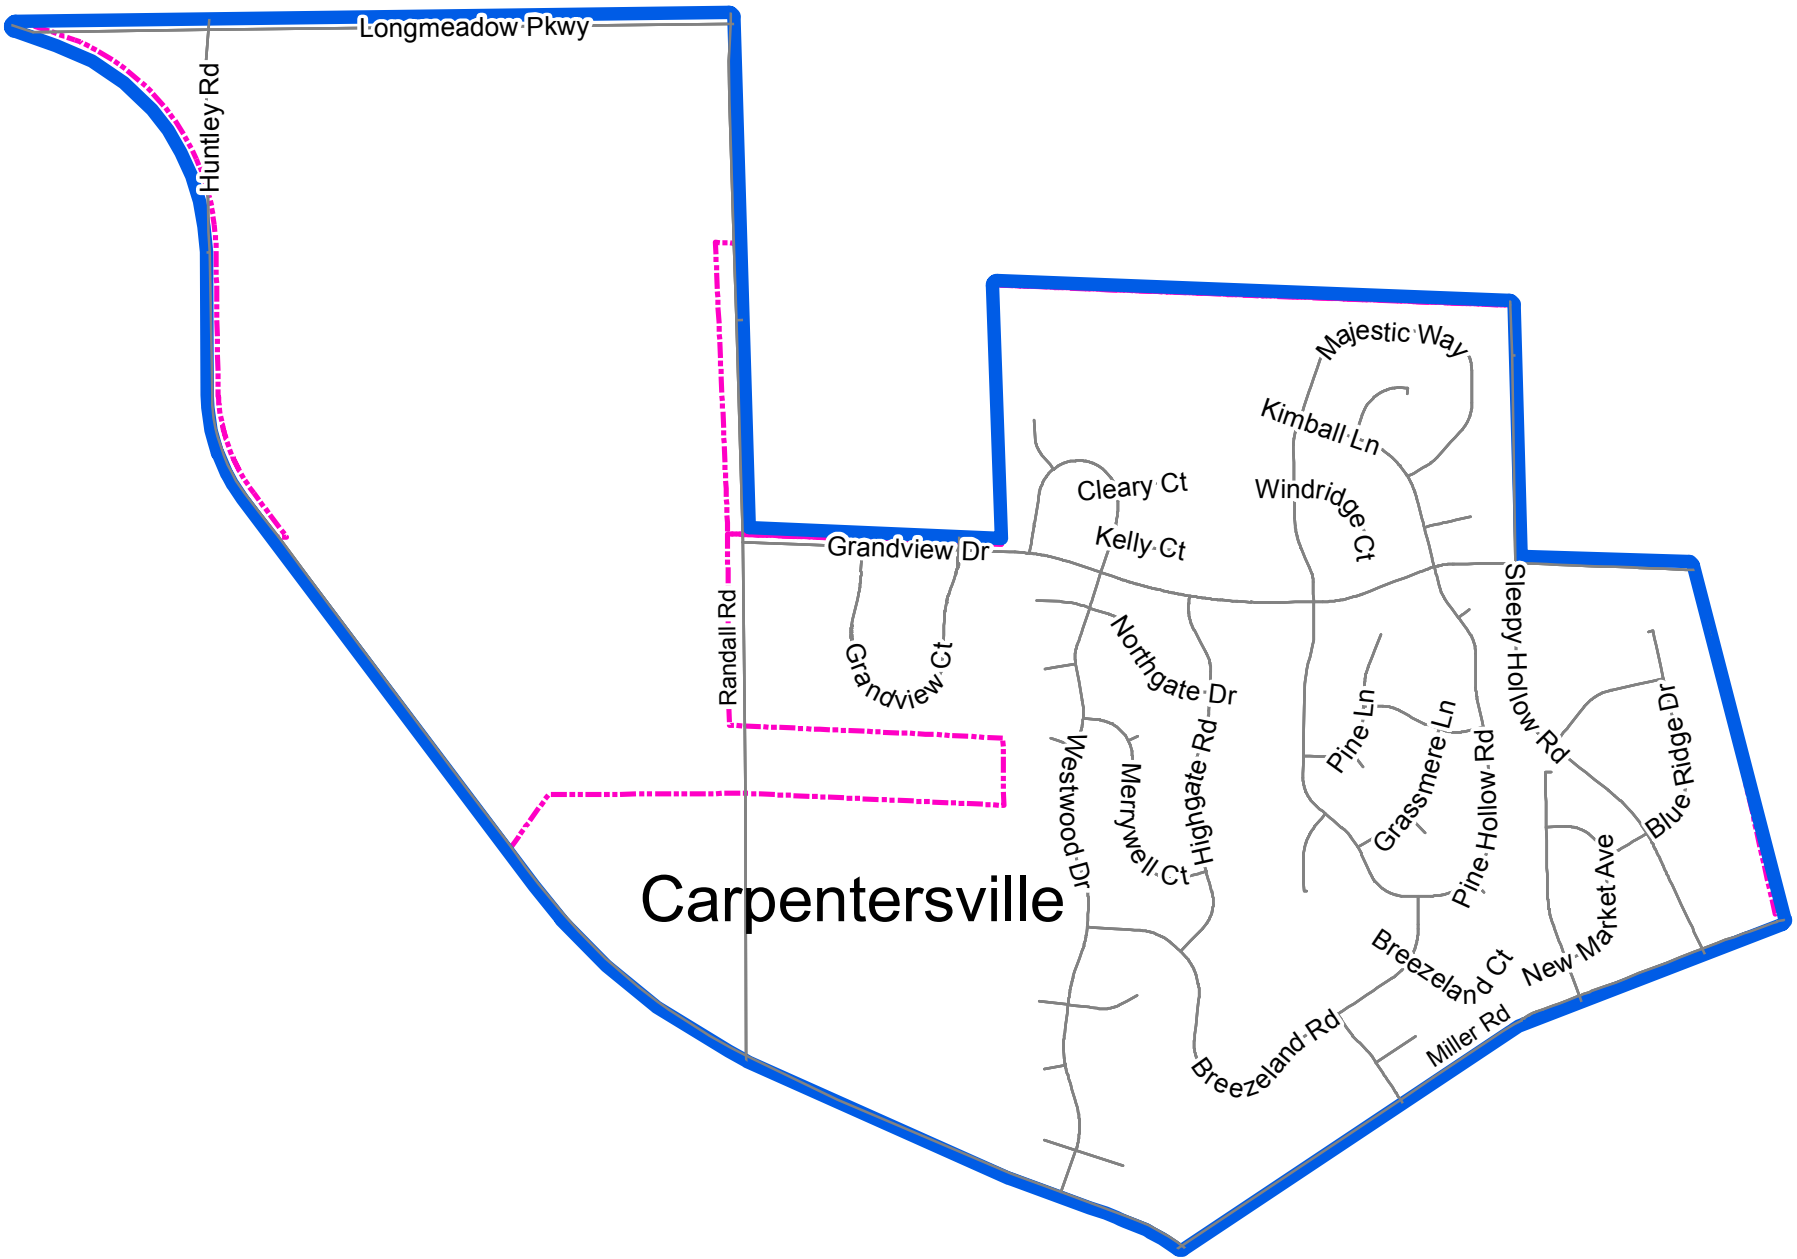 Longmeadow Pkwy
Huntley Rd
Majestic Way
Kimball Ln
Cleary Ct
Windridge Ct
Kelly Ct
Grandview Dr
Randall Rd
Grandview Ct
Northgate Dr
Sleepy Hollow Rd
Pine Ln
Grassmere Ln
Blue Ridge Dr
Westwood Dr
Merrywell Ct
Highgate Rd
Pine Hollow Rd
Carpentersville
New Market Ave
Breezeland Ct
Breezeland Rd
Miller Rd